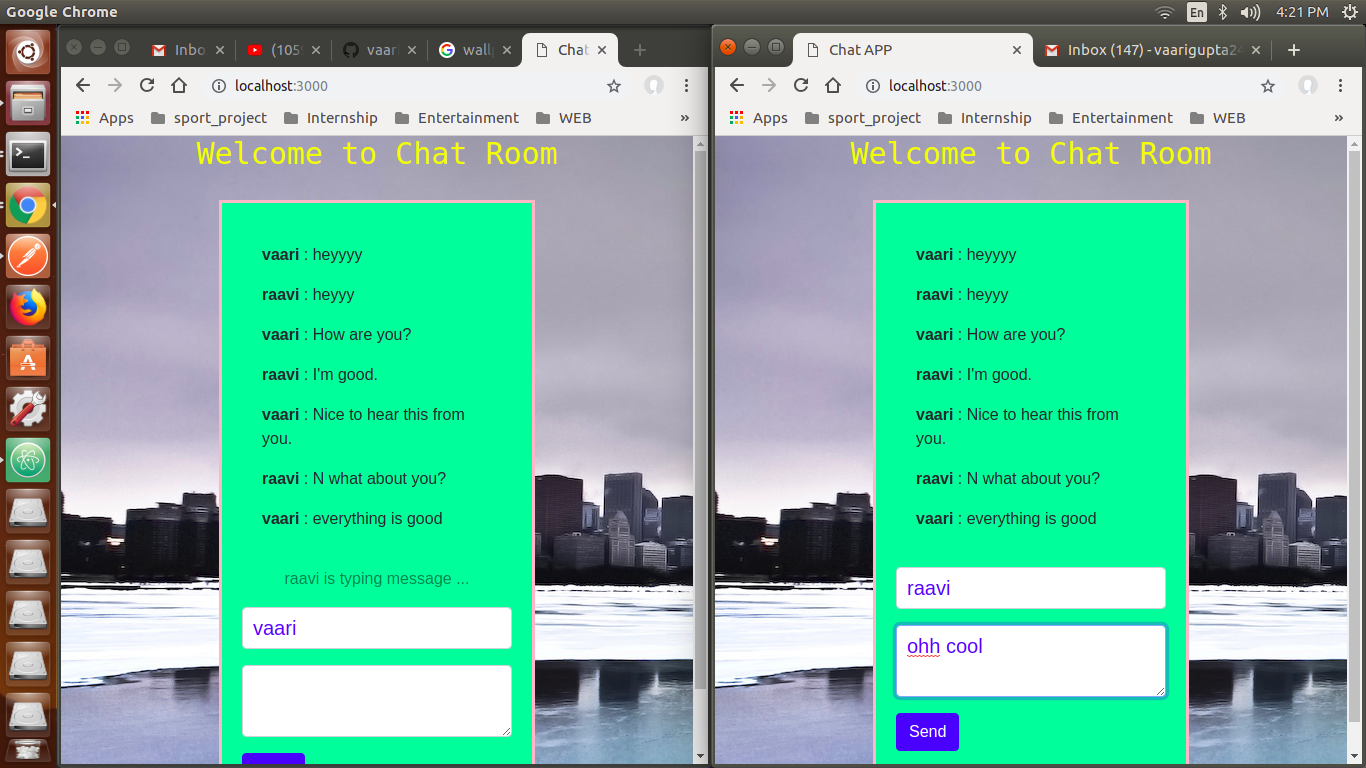 Google Chrome
En
4:21 PM
Inbo
(105
vaari
wallp
Chat
localhost:3000
Apps
sport_project
Internship
Entertainment
WEB
»
Welcome to Chat Room
vaari : heyyyy
raavi : heyyy
vaari : How are you?
raavi : I'm good.
vaari : Nice to hear this from
you.
raavi : N what about you?
vaari : everything is good
raavi is typing message ...
vaari
Chat APP
Inbox (147) - vaarigupta24
localhost:3000
Apps
sport_project
Internship
Entertainment
WEB
»
Welcome to Chat Room
vaari : heyyyy
raavi : heyyy
vaari : How are you?
raavi : I'm good.
vaari : Nice to hear this from
you.
raavi : N what about you?
vaari : everything is good
raavi
ohh cool
Send